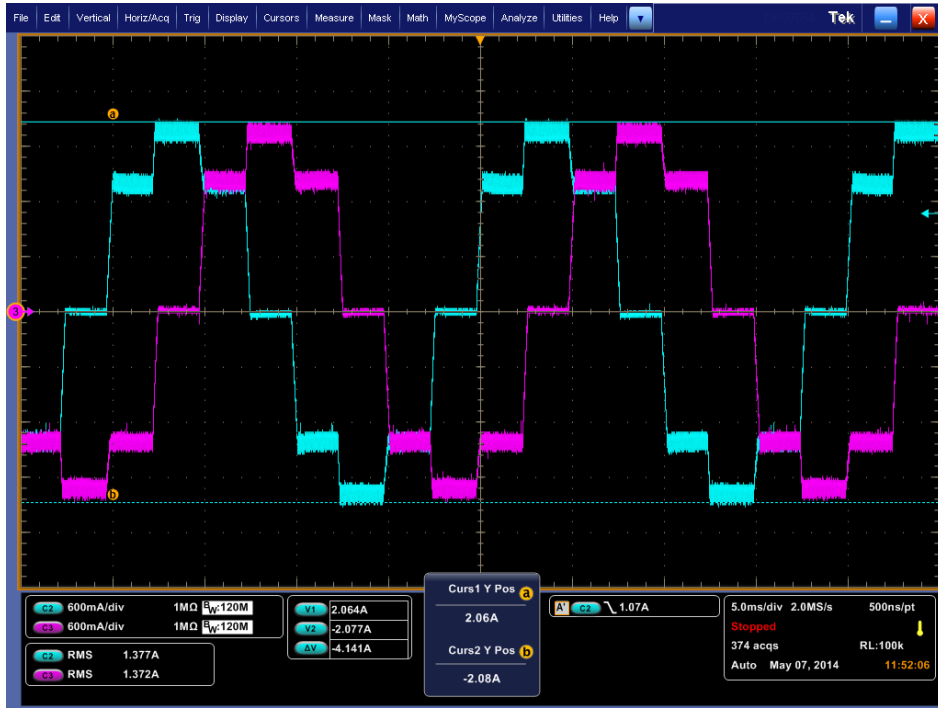 File Edit Vertical Horiz/Acq Trig Display Cursors Measure Mask Math MyScope Analyze Utilities Help Tek X
a
3
b
C2 600mA/div 1MΩ BW:120M
C3 600mA/div 1MΩ BW:120M
C2 RMS 1.377A
C3 RMS 1.372A
V1 2.064A
V2 -2.077A
ΔV -4.141A
Curs1 Y Pos a
2.06A
Curs2 Y Pos b
-2.08A
A' C2 1.07A
5.0ms/div 2.0MS/s 500ns/pt
Stopped
374 acqs RL:100k
Auto May 07, 2014 11:52:06